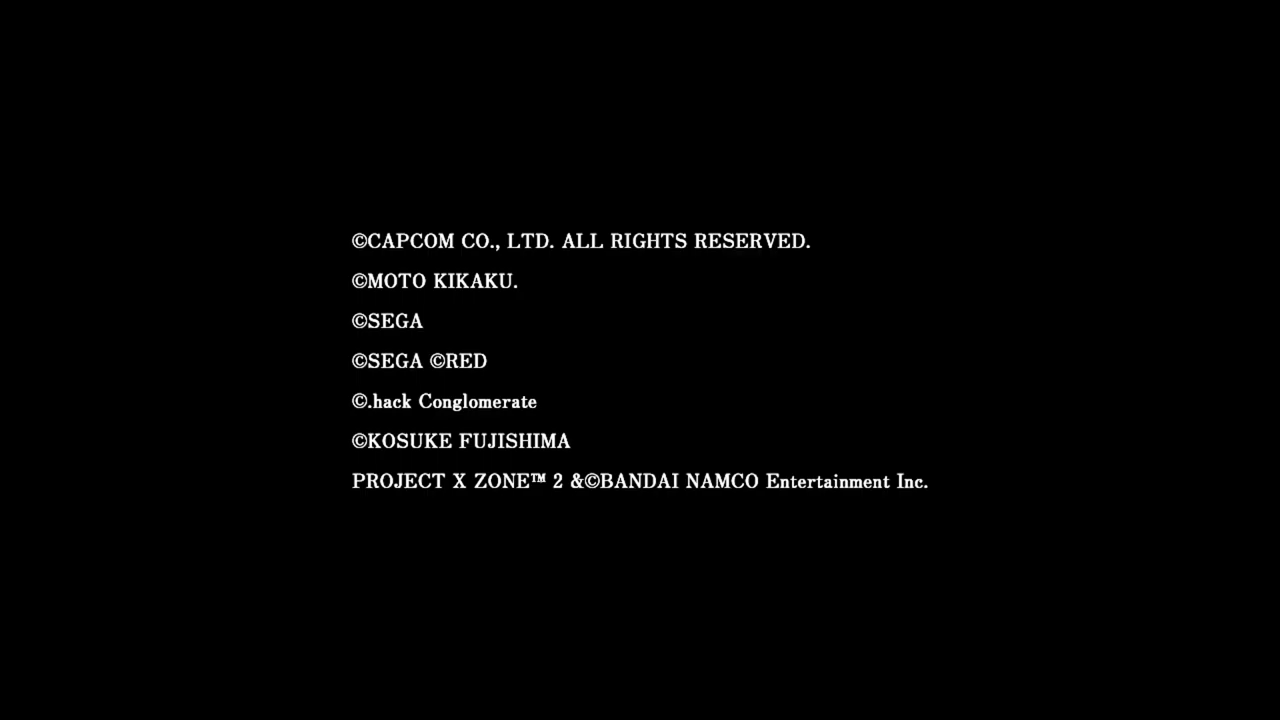 ©CAPCOM CO., LTD. ALL RIGHTS RESERVED.
©MOTO KIKAKU.
©SEGA
©SEGA ©RED
©.hack Conglomerate
©KOSUKE FUJISHIMA
PROJECT X ZONE™ 2 &©BANDAI NAMCO Entertainment Inc.